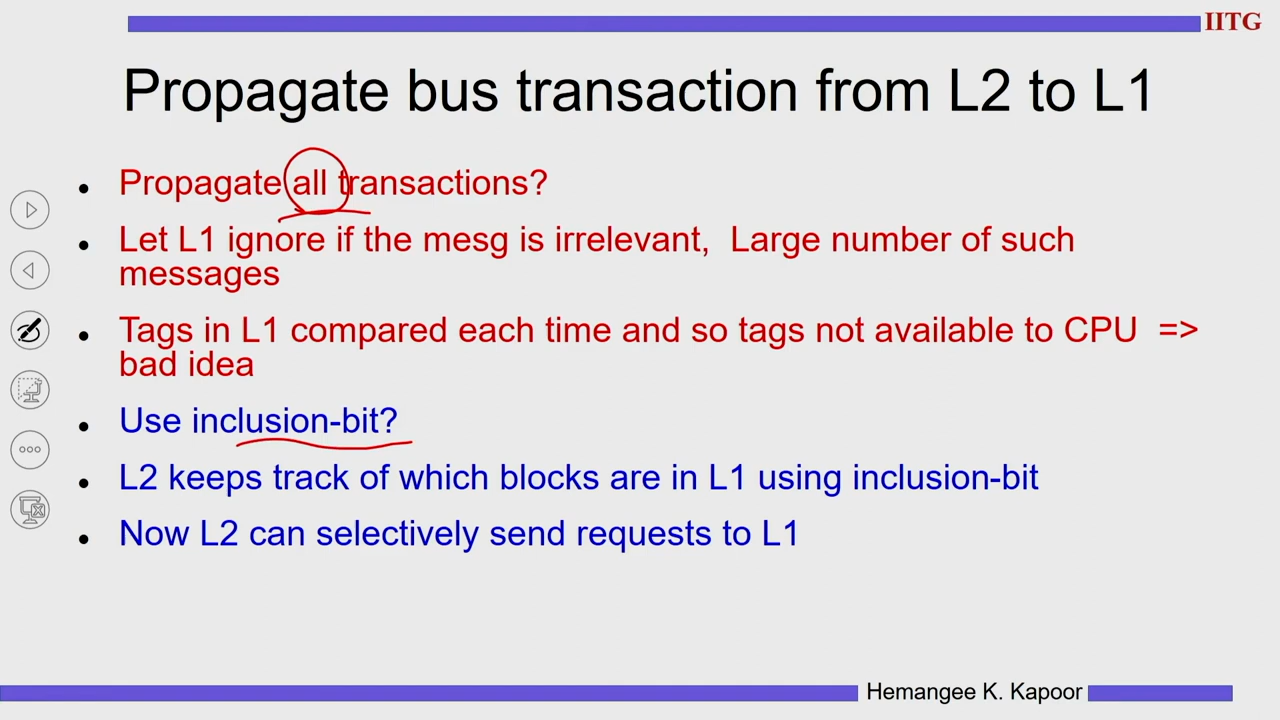 IITG
Propagate bus transaction from L2 to L1
Propagate all transactions?
Let L1 ignore if the mesg is irrelevant, Large number of such
messages
Tags in L1 compared each time and so tags not available to CPU =>
bad idea
Use inclusion-bit?
L2 keeps track of which blocks are in L1 using inclusion-bit
Now L2 can selectively send requests to L1
Hemangee K. Kapoor